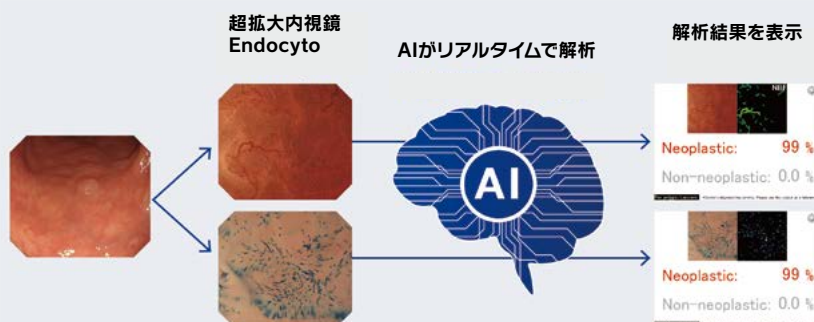 超拡大内視鏡
Endocyto
AIがリアルタイムで解析
解析結果を表示
AI
NEU
Neoplastic: 99 %
Non-neoplastic: 0.0 %
Neoplastic: 99 %
Non-neoplastic: 0.0 %